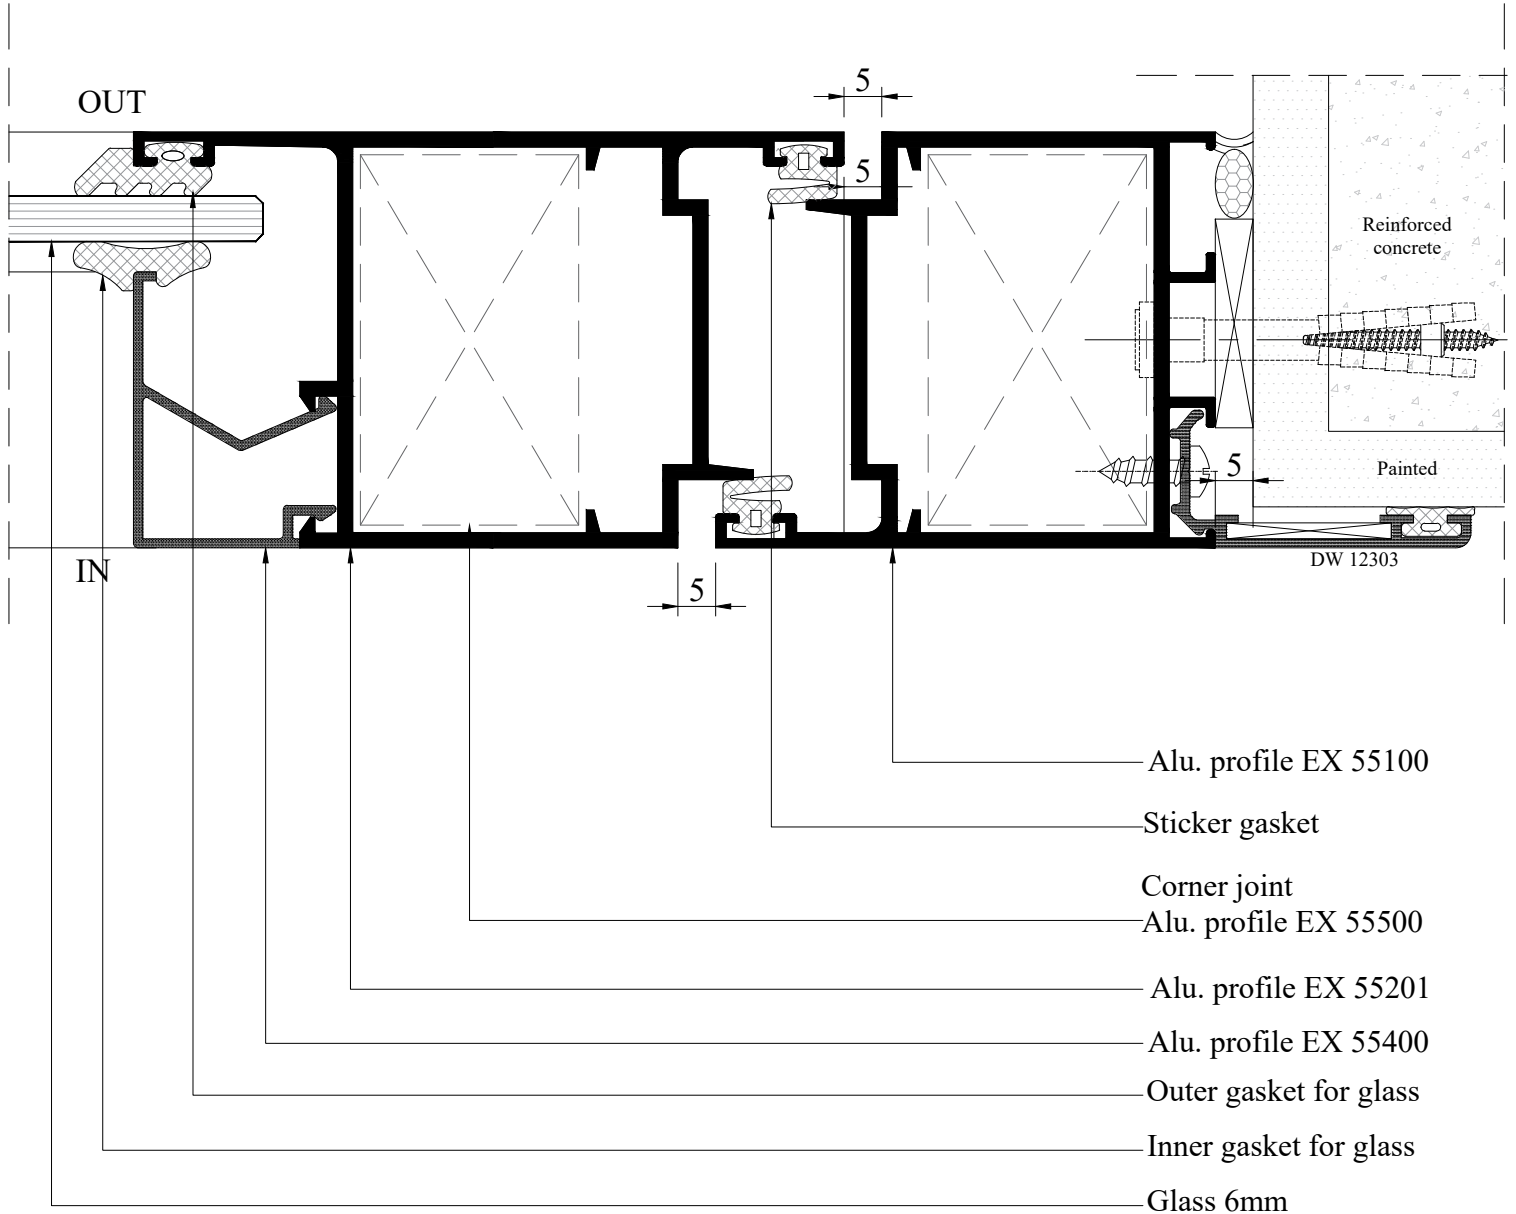 5
OUT
5
Reinforced
concrete
Painted
5
DW 12303
IN
5
Alu. profile EX 55100
Sticker gasket
Corner joint
Alu. profile EX 55500
Alu. profile EX 55201
Alu. profile EX 55400
Outer gasket for glass
Inner gasket for glass
Glass 6mm